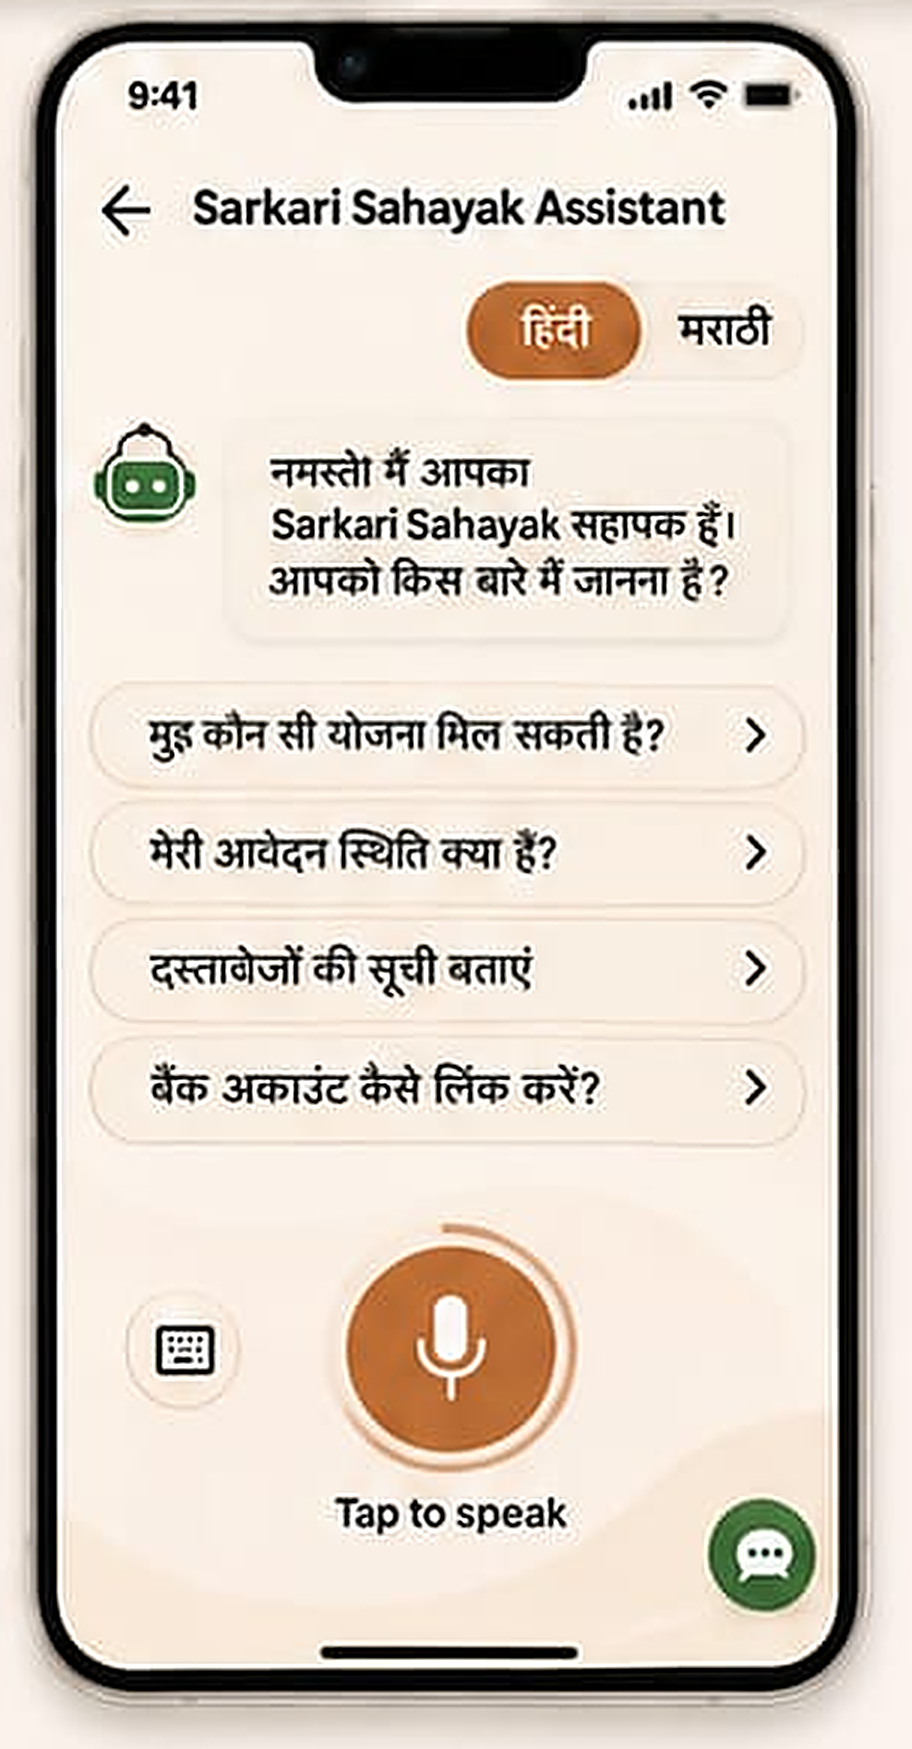 9:41
Sarkari Sahayak Assistant
हिंदी मराठी
नमस्ते! मैं आपका
Sarkari Sahayak सहापक हूँ।
आपको किस बारे में जानना है?
मुइ कौन सी योजना मिल सकती है?
मेरी आवेदन स्थिति क्या हैं?
दस्तावेजों की सूची बताएं
बैंक अकाउंट कैसे लिंक करें?
Tap to speak